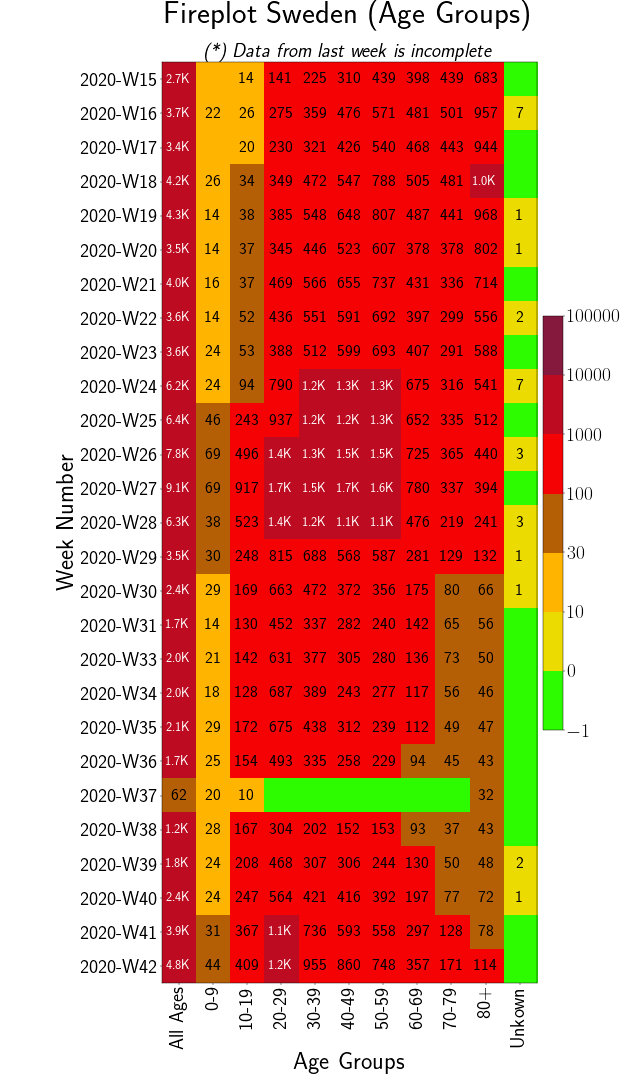 Fireplot Sweden (Age Groups)
(*) Data from last week is incomplete
2020-W15 2.7K 14 141 225 310 439 398 439 683
2020-W16 3.7K 22 26 275 359 476 571 481 501 957 7
2020-W17 3.4K 20 230 321 426 540 468 443 944
2020-W18 4.2K 26 34 349 472 547 788 505 481 1.0K
2020-W19 4.3K 14 38 385 548 648 807 487 441 968 1
2020-W20 3.5K 14 37 345 446 523 607 378 378 802 1
2020-W21 4.0K 16 37 469 566 655 737 431 336 714
2020-W22 3.6K 14 52 436 551 591 692 397 299 556 2
2020-W23 3.6K 24 53 388 512 599 693 407 291 588
2020-W24 6.2K 24 94 790 1.2K 1.3K 1.3K 675 316 541 7
2020-W25 6.4K 46 243 937 1.2K 1.2K 1.3K 652 335 512
2020-W26 7.8K 69 496 1.4K 1.3K 1.5K 1.5K 725 365 440 3
2020-W27 9.1K 69 917 1.7K 1.5K 1.7K 1.6K 780 337 394
2020-W28 6.3K 38 523 1.4K 1.2K 1.1K 1.1K 476 219 241 3
2020-W29 3.5K 30 248 815 688 568 587 281 129 132 1
2020-W30 2.4K 29 169 663 472 372 356 175 80 66 1
2020-W31 1.7K 14 130 452 337 282 240 142 65 56
2020-W33 2.0K 21 142 631 377 305 280 136 73 50
2020-W34 2.0K 18 128 687 389 243 277 117 56 46
2020-W35 2.1K 29 172 675 438 312 239 112 49 47
2020-W36 1.7K 25 154 493 335 258 229 94 45 43
2020-W37 62 20 10 32
2020-W38 1.2K 28 167 304 202 152 153 93 37 43
2020-W39 1.8K 24 208 468 307 306 244 130 50 48 2
2020-W40 2.4K 24 247 564 421 416 392 197 77 72 1
2020-W41 3.9K 31 367 1.1K 736 593 558 297 128 78
2020-W42 4.8K 44 409 1.2K 955 860 748 357 171 114
All Ages 0-9 10-19 20-29 30-39 40-49 50-59 60-69 70-79 80+ Unkown
Age Groups
Week Number
100000
10000
1000
100
30
10
0
−1